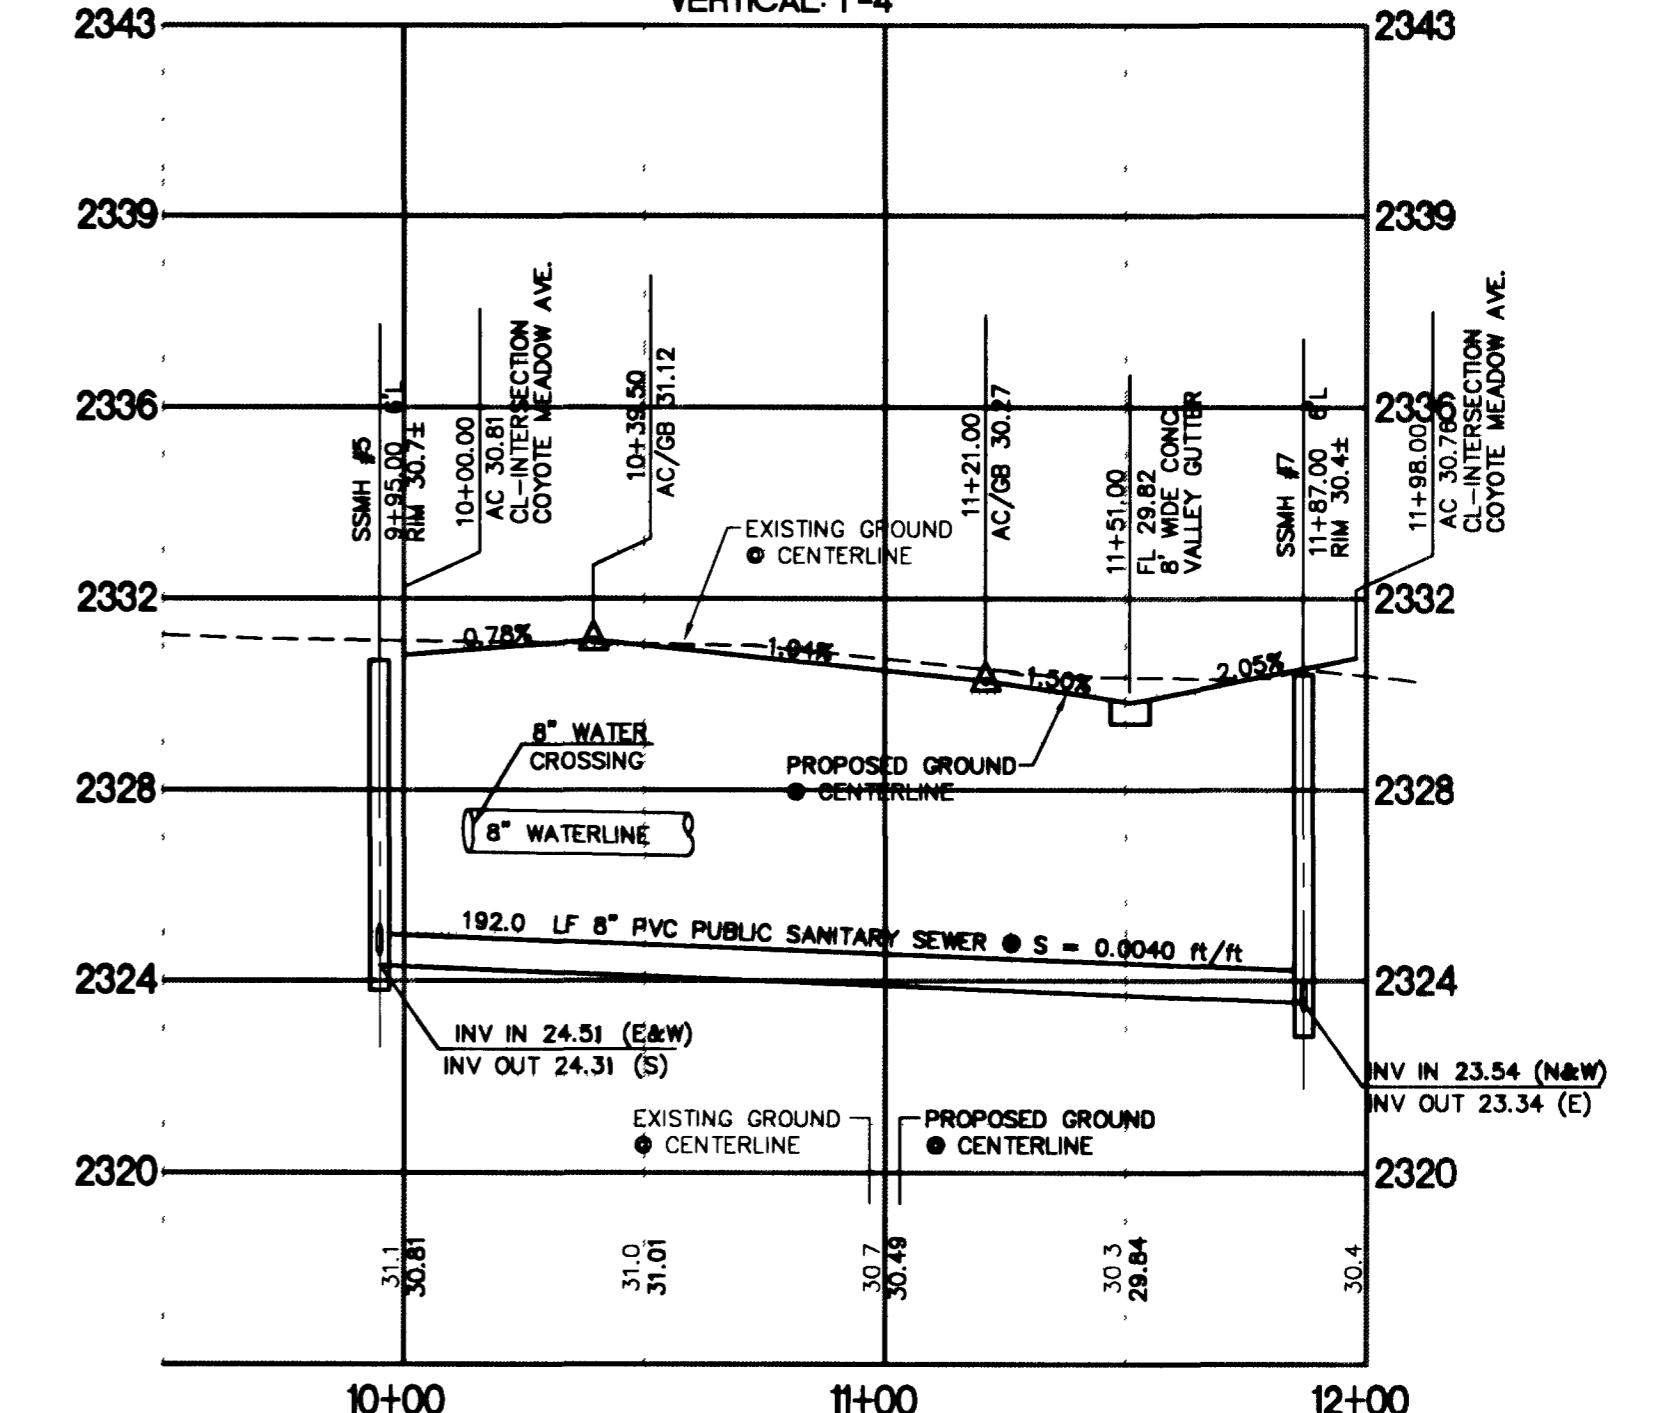 VERTICAL: 1"=4'
2343
2343
2339
2339
2336
2336
2332
2332
2328
2328
2324
2324
2320
2320
SSMH #5
9+95.00 6'L
RIM 30.7±
10+00.00
AC 30.81
CL-INTERSECTION
COYOTE MEADOW AVE.
10+39.50
AC/GB 31.12
11+21.00
AC/GB 30.27
11+51.00
FL 29.82
8' WIDE CONC
VALLEY GUTTER
SSMH #7
11+87.00 6'L
RIM 30.4±
11+98.00
AC 30.78
CL-INTERSECTION
COYOTE MEADOW AVE.
EXISTING GROUND
@ CENTERLINE
0.78%
1.04%
1.50%
2.05%
8" WATER
CROSSING
8" WATERLINE
PROPOSED GROUND
@ CENTERLINE
192.0 LF 8" PVC PUBLIC SANITARY SEWER @ S = 0.0040 ft/ft
INV IN 24.51 (E&W)
INV OUT 24.31 (S)
INV IN 23.54 (N&W)
INV OUT 23.34 (E)
EXISTING GROUND
@ CENTERLINE
PROPOSED GROUND
@ CENTERLINE
31.1
30.81
31.0
31.01
30.7
30.49
30.3
29.84
30.4
10+00
11+00
12+00